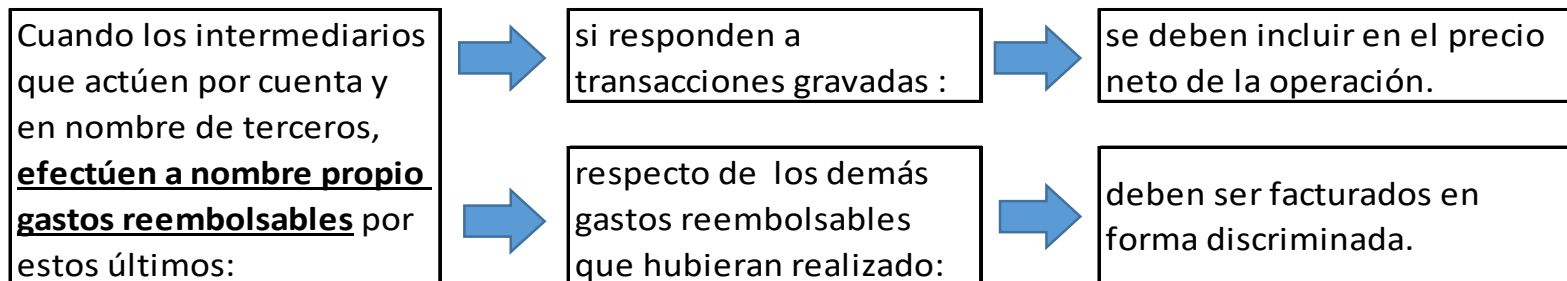 Cuando los intermediarios
que actúen por cuenta y
en nombre de terceros,
efectúen a nombre propio
gastos reembolsables por
estos últimos:
si responden a
transacciones gravadas :
se deben incluir en el precio
neto de la operación.
respecto de los demás
gastos reembolsables
que hubieran realizado:
deben ser facturados en
forma discriminada.